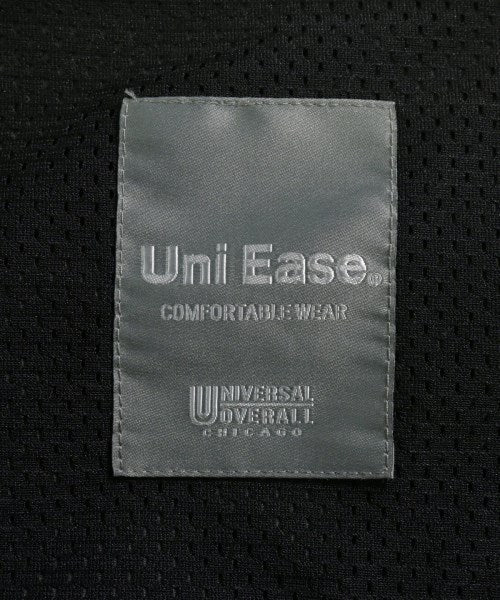 Uni Ease®
COMFORTABLE WEAR
UNIVERSAL
OVERALL
CHICAGO